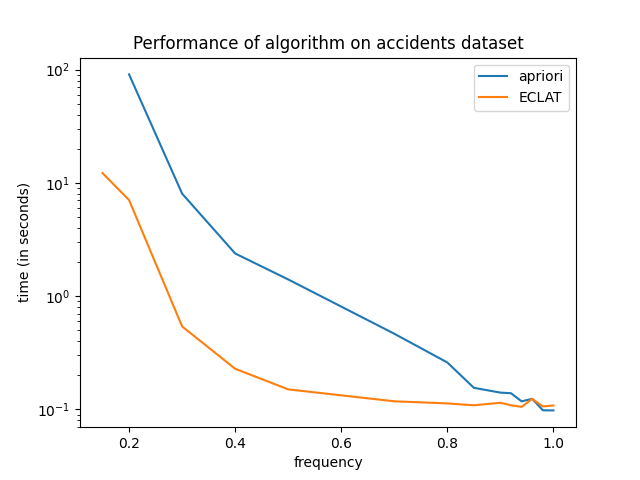 Performance of algorithm on accidents dataset
apriori
ECLAT
10²
10¹
10⁰
10⁻¹
time (in seconds)
0.2 0.4 0.6 0.8 1.0
frequency